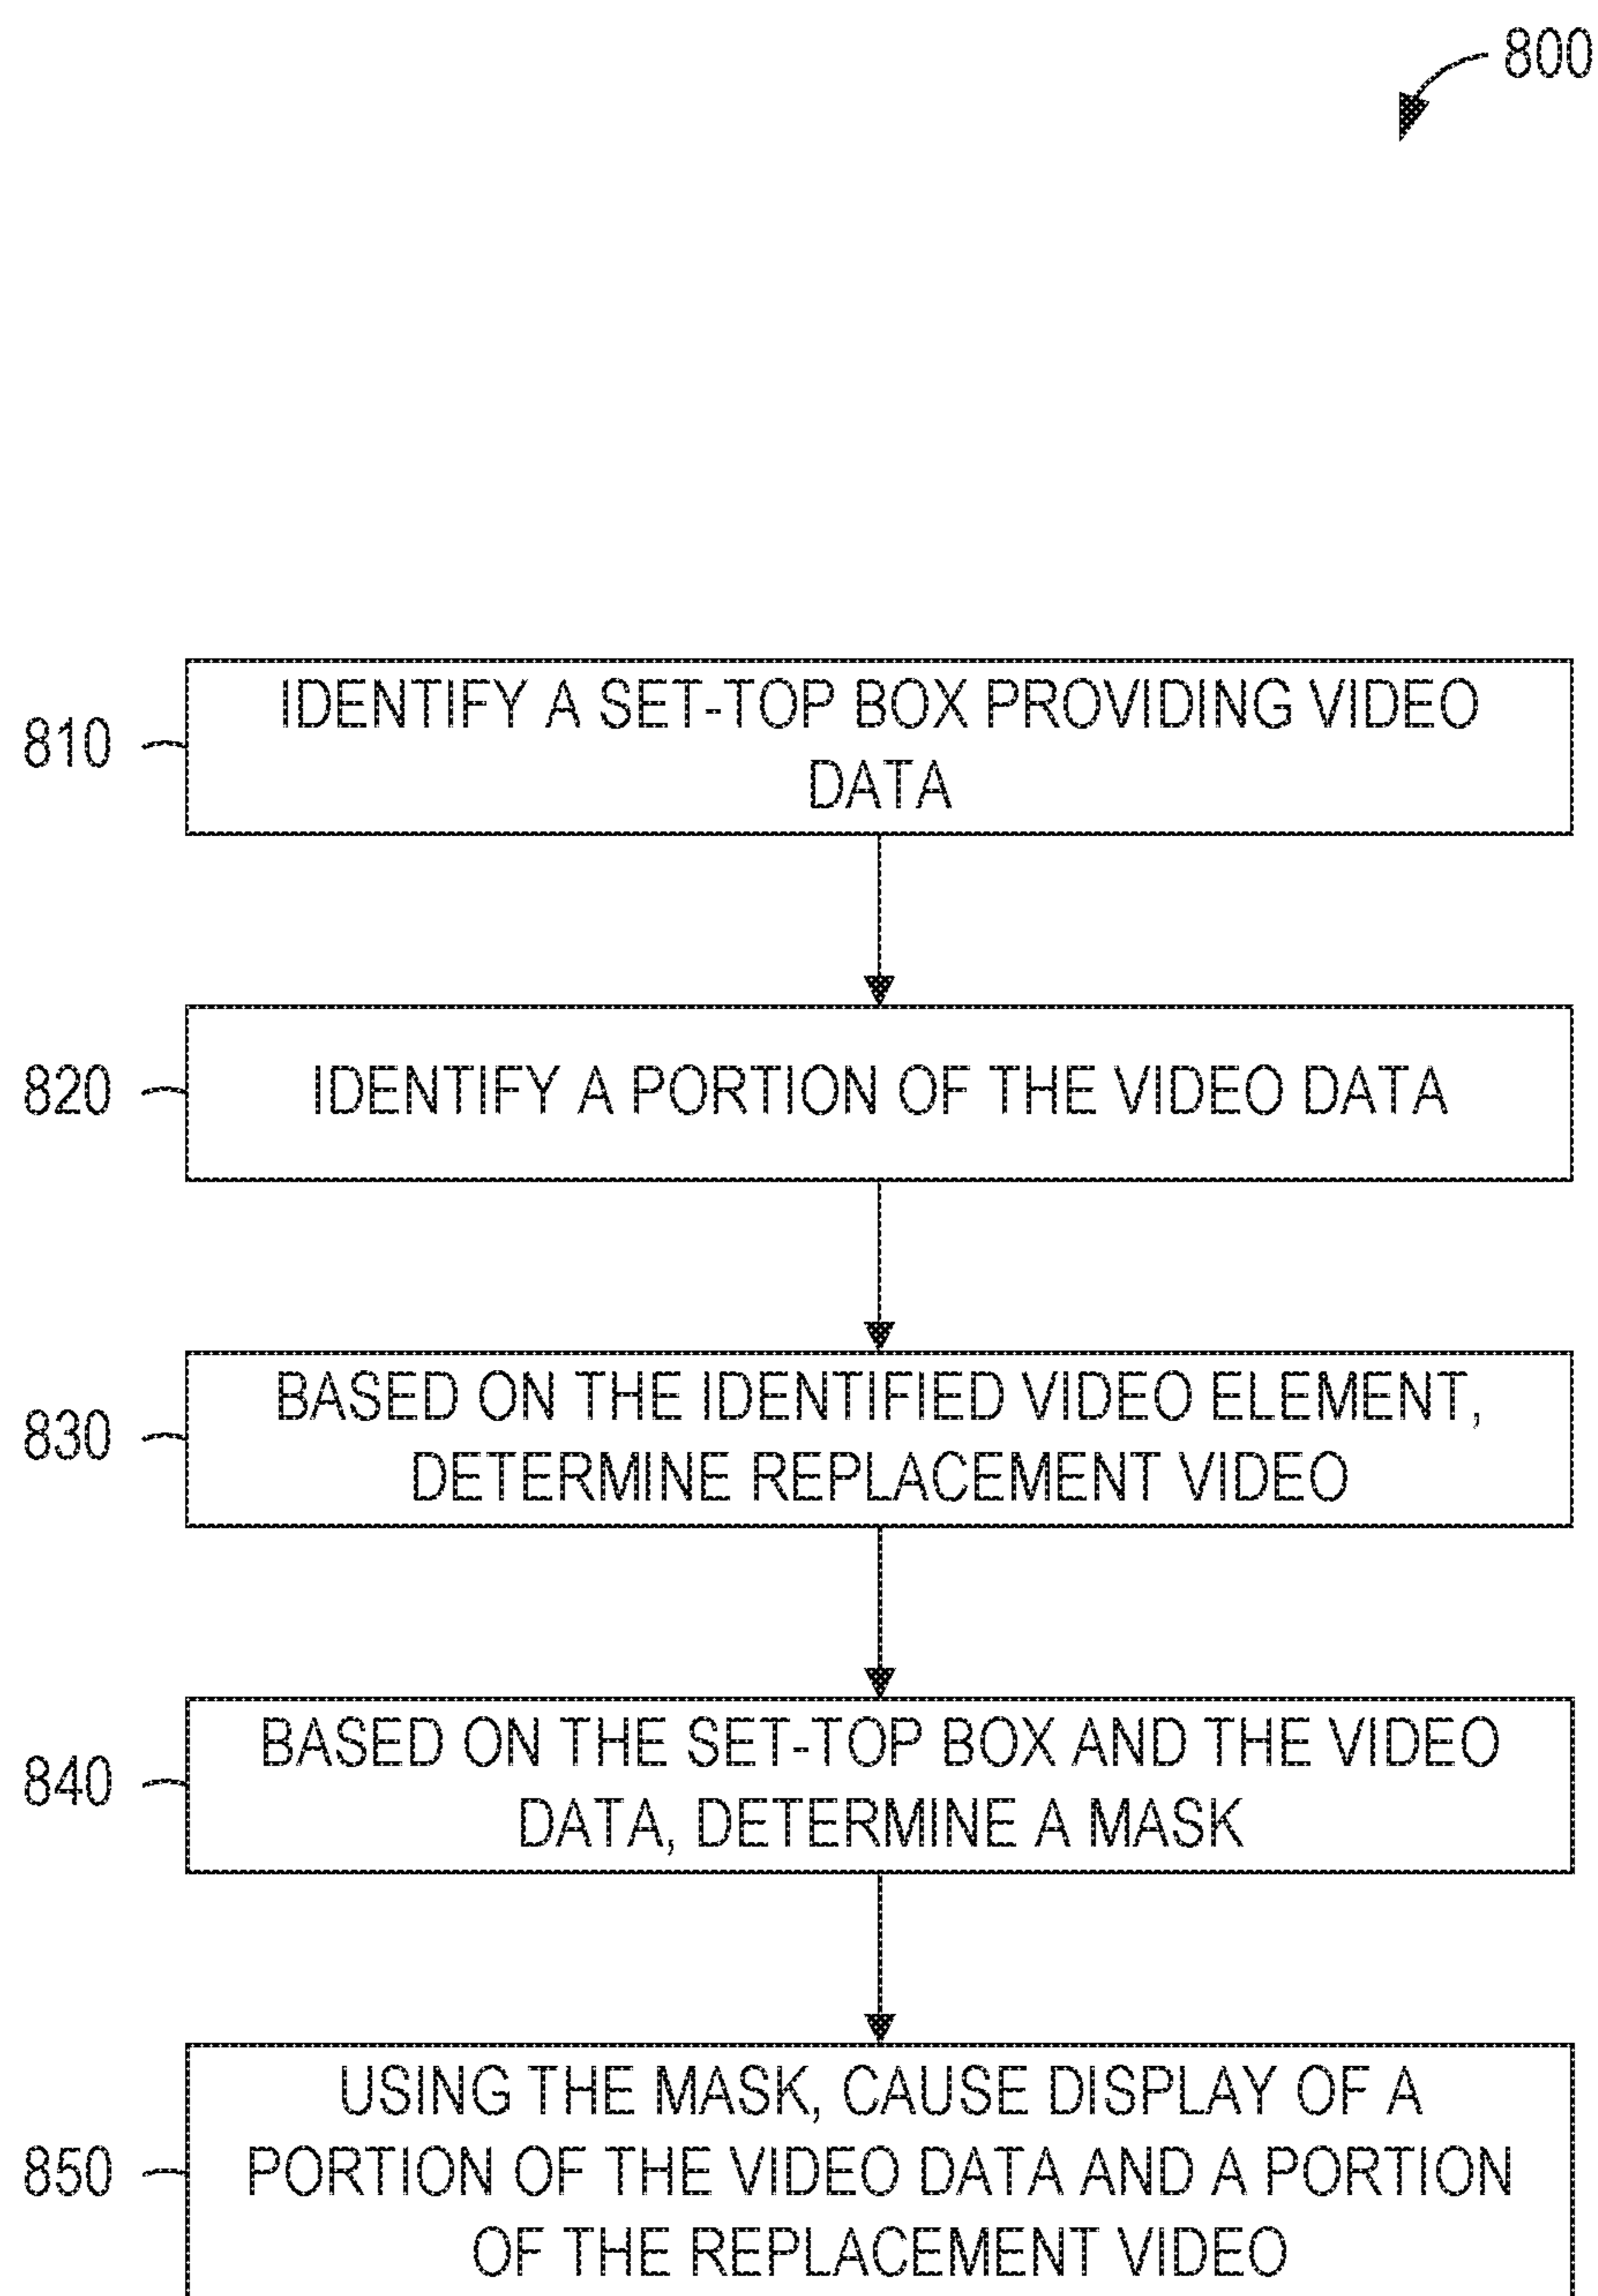 800
810
IDENTIFY A SET-TOP BOX PROVIDING VIDEO
DATA
820
IDENTIFY A PORTION OF THE VIDEO DATA
830
BASED ON THE IDENTIFIED VIDEO ELEMENT,
DETERMINE REPLACEMENT VIDEO
840
BASED ON THE SET-TOP BOX AND THE VIDEO
DATA, DETERMINE A MASK
850
USING THE MASK, CAUSE DISPLAY OF A
PORTION OF THE VIDEO DATA AND A PORTION
OF THE REPLACEMENT VIDEO